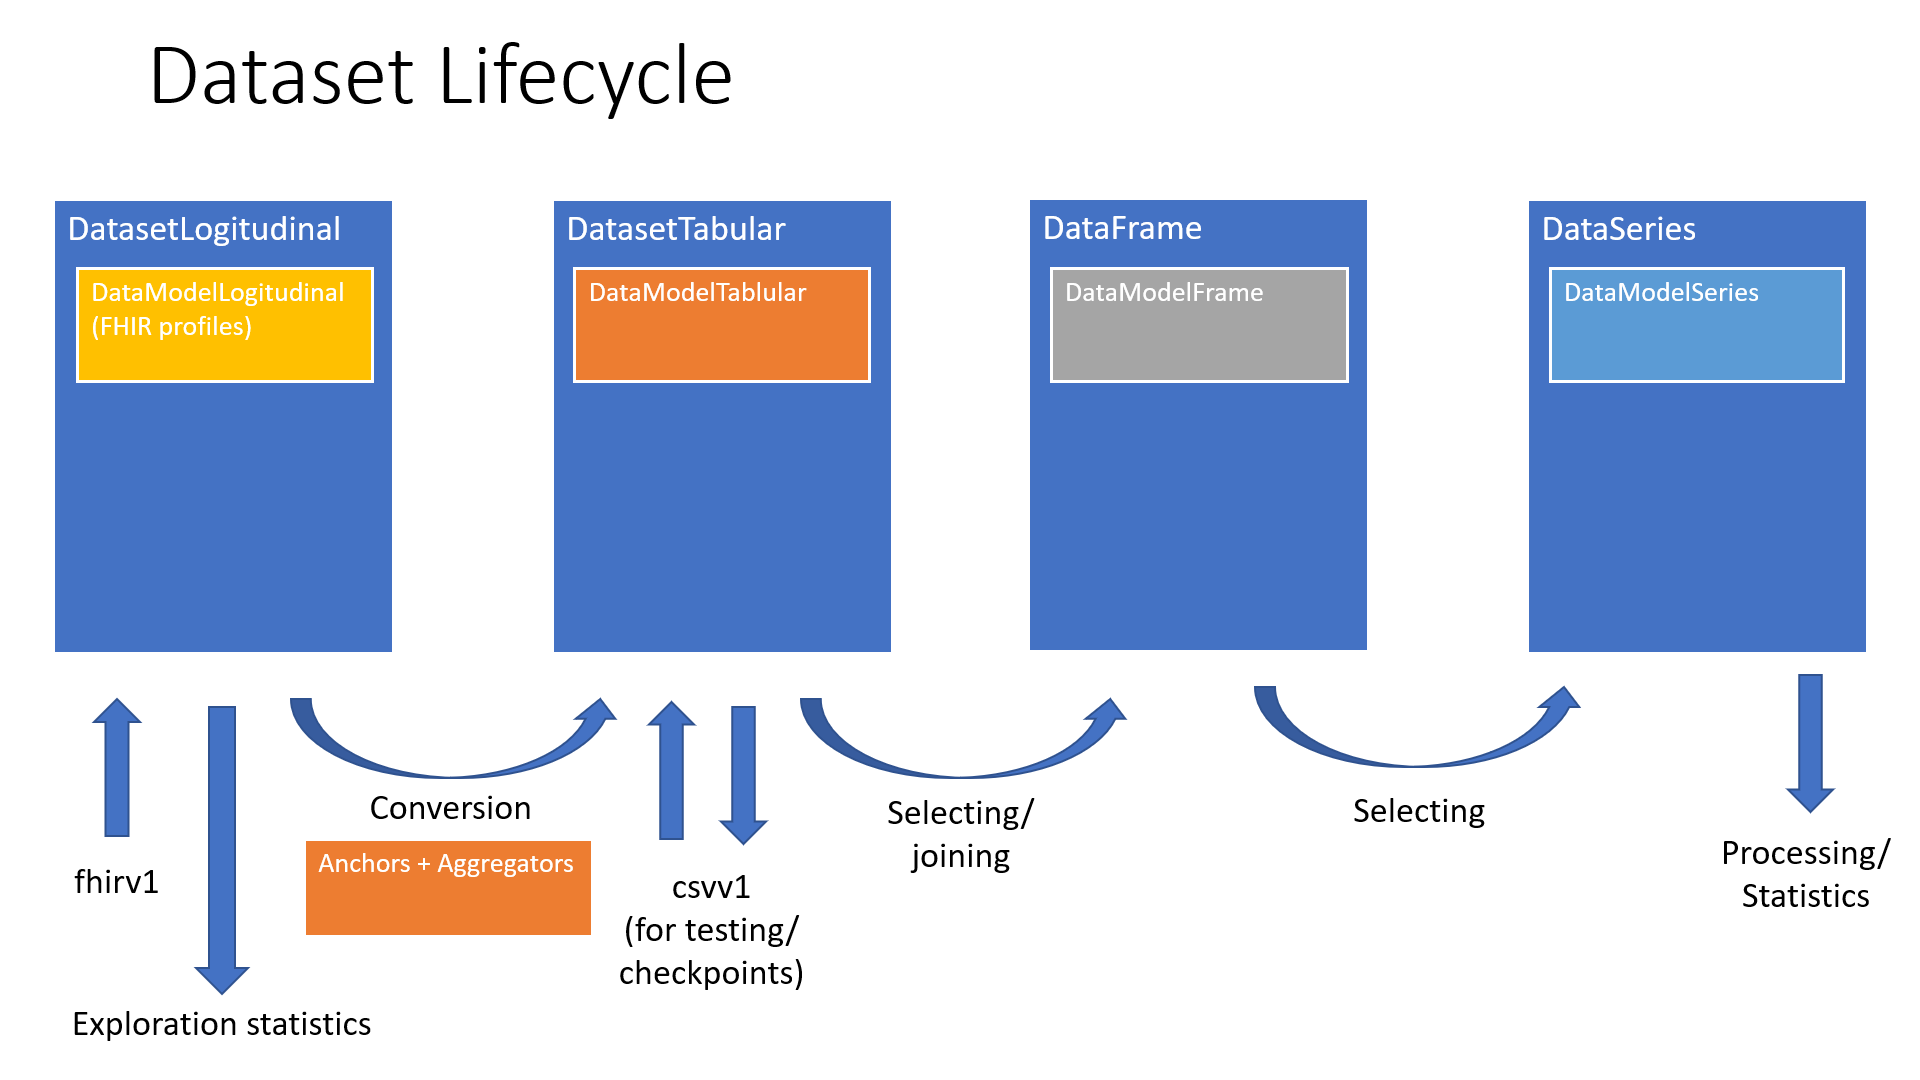 Dataset Lifecycle
DatasetLogitudinal
DataModelLogitudinal
(FHIR profiles)
DatasetTabular
DataModelTablular
DataFrame
DataModelFrame
DataSeries
DataModelSeries
fhirv1
Exploration statistics
Conversion
Anchors + Aggregators
csvv1
(for testing/
checkpoints)
Selecting/
joining
Selecting
Processing/
Statistics